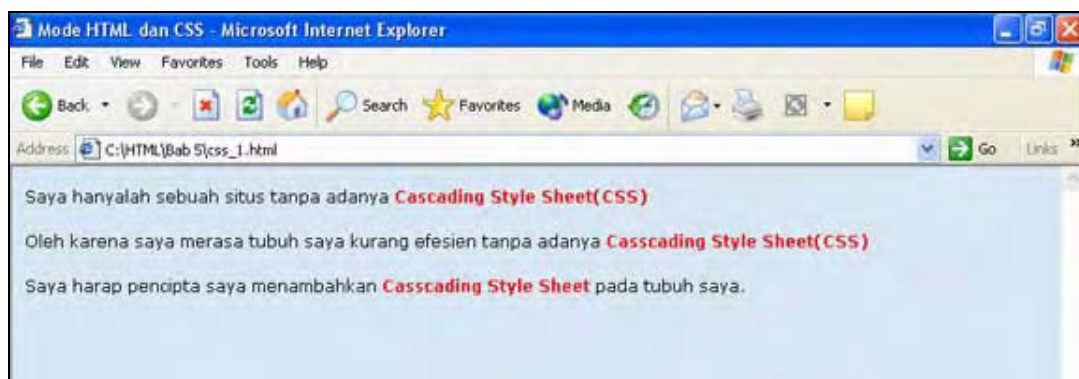 Mode HTML dan CSS - Microsoft Internet Explorer
File Edit View Favorites Tools Help
Back Search Favorites Media
Address C:\HTML\Bab 5\css_1.html Go Links »
Saya hanyalah sebuah situs tanpa adanya Cascading Style Sheet(CSS)
Oleh karena saya merasa tubuh saya kurang efesien tanpa adanya Casscading Style Sheet(CSS)
Saya harap pencipta saya menambahkan Casscading Style Sheet pada tubuh saya.